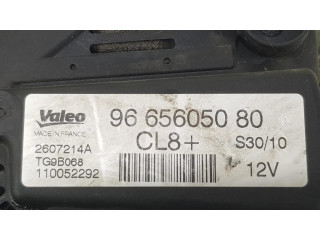 Valeo 96 656050 80
MADE IN FRANCE CL8+ S30/10
2607214A
TG9B068 12V
110052292